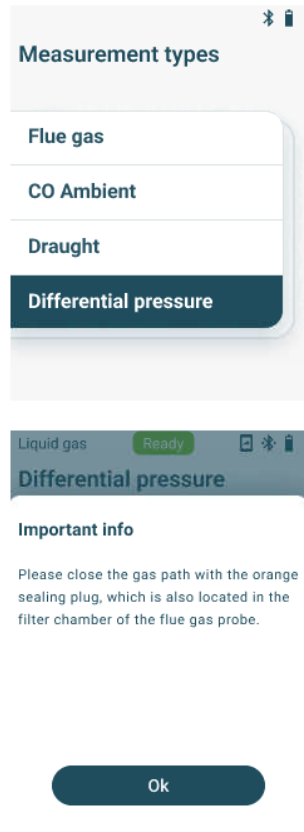 Measurement types
Flue gas
CO Ambient
Draught
Differential pressure
Liquid gas
Ready
Differential pressure
Important info
Please close the gas path with the orange
sealing plug, which is also located in the
filter chamber of the flue gas probe.
Ok